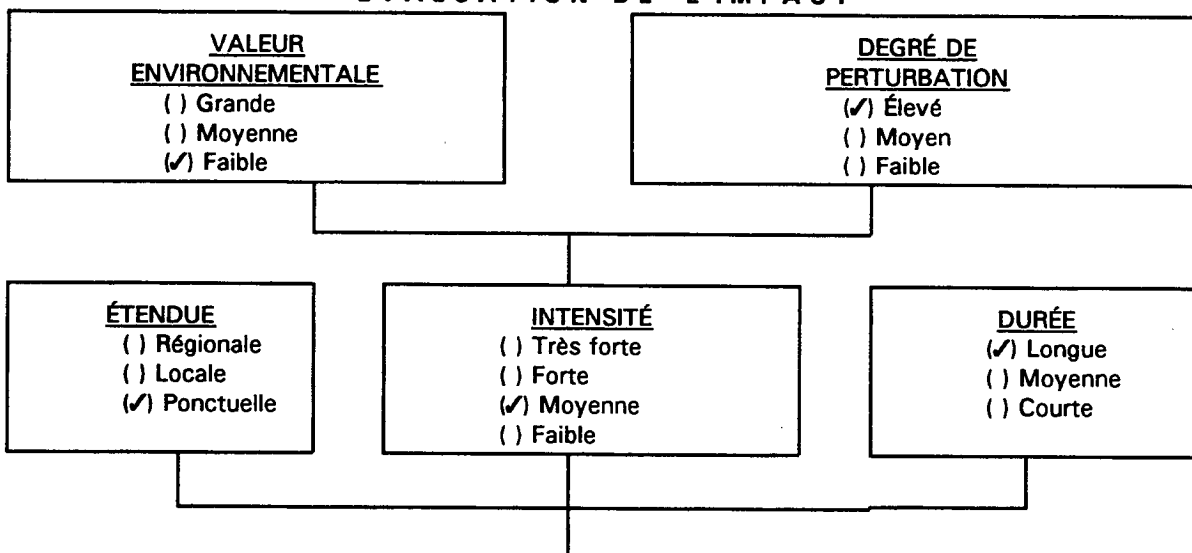 VALEUR
ENVIRONNEMENTALE
( ) Grande
( ) Moyenne
(✓) Faible
DEGRÉ DE
PERTURBATION
(✓) Élevé
( ) Moyen
( ) Faible
ÉTENDUE
( ) Régionale
( ) Locale
(✓) Ponctuelle
INTENSITÉ
( ) Très forte
( ) Forte
(✓) Moyenne
( ) Faible
DURÉE
(✓) Longue
( ) Moyenne
( ) Courte